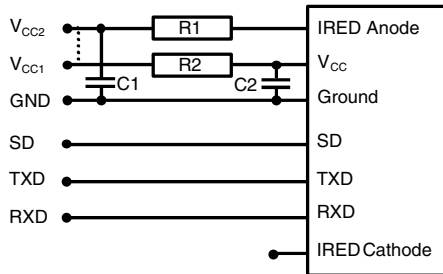 VCC2 R1 IRED Anode
VCC1 R2 VCC
C1 C2
GND Ground
SD SD
TXD TXD
RXD RXD
IRED Cathode